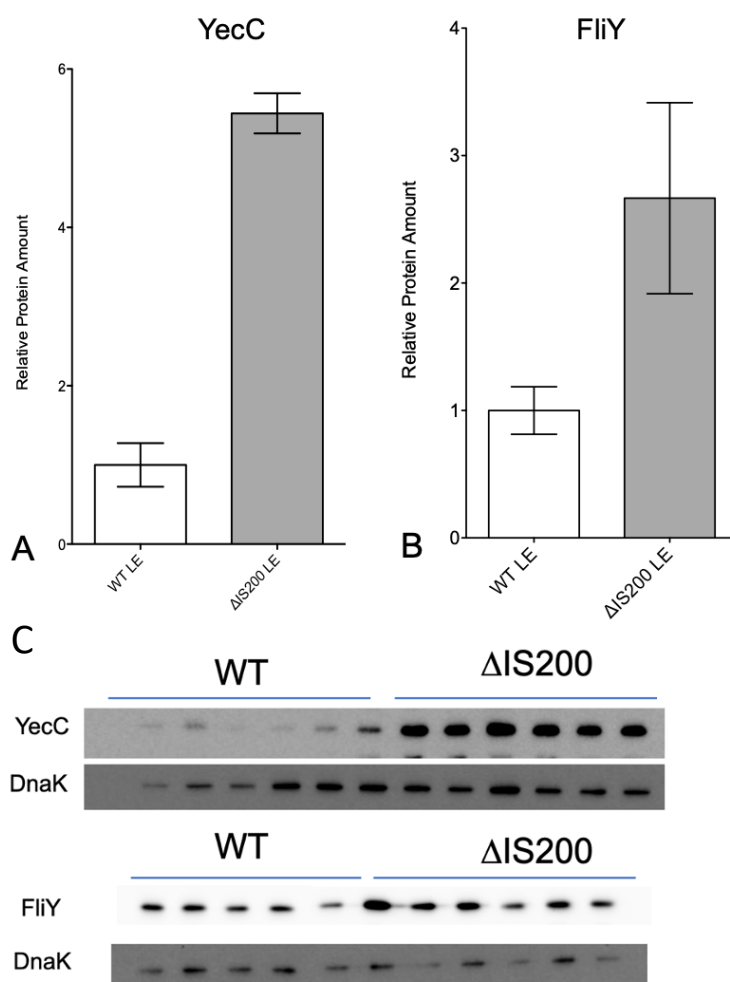 YecC
Relative Protein Amount
6
4
2
0
WT LE
ΔIS200 LE
A
FliY
Relative Protein Amount
4
3
2
1
0
WT LE
ΔIS200 LE
B
C
WT ΔIS200
YecC
DnaK
WT ΔIS200
FliY
DnaK